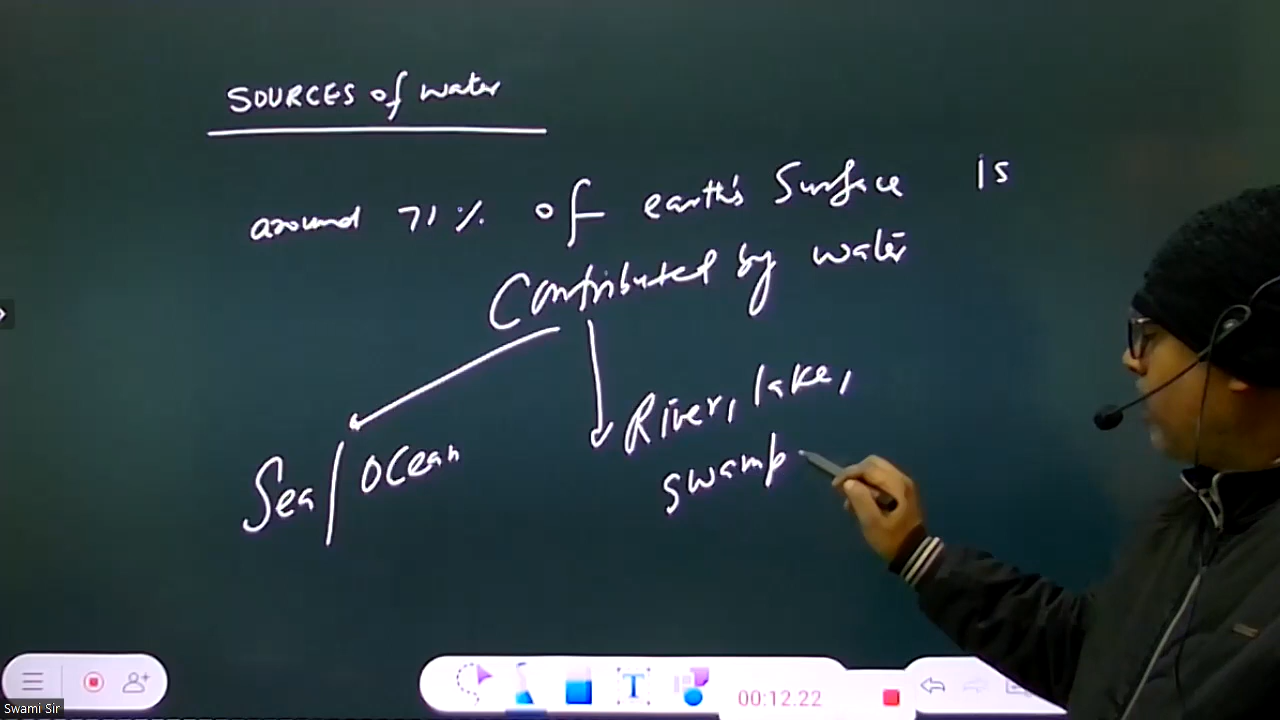 SOURCES of water
around 71% of earth's Surface is
Contributed by water
River, lake,
Sea/Ocean
swamp
T
00:12.22
Swami Sir